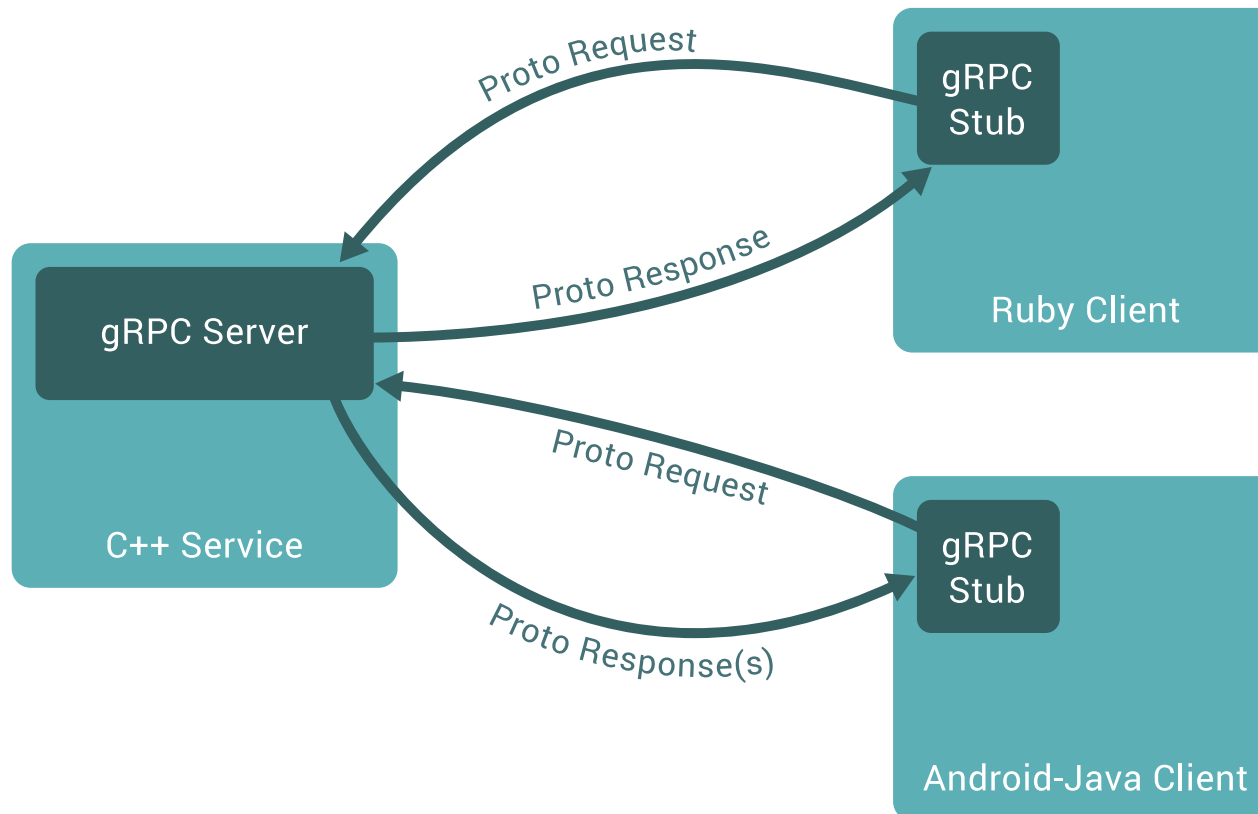 Proto Request
gRPC
Stub
Proto Response
Ruby Client
gRPC Server
C++ Service
Proto Request
gRPC
Stub
Proto Response(s)
Android-Java Client